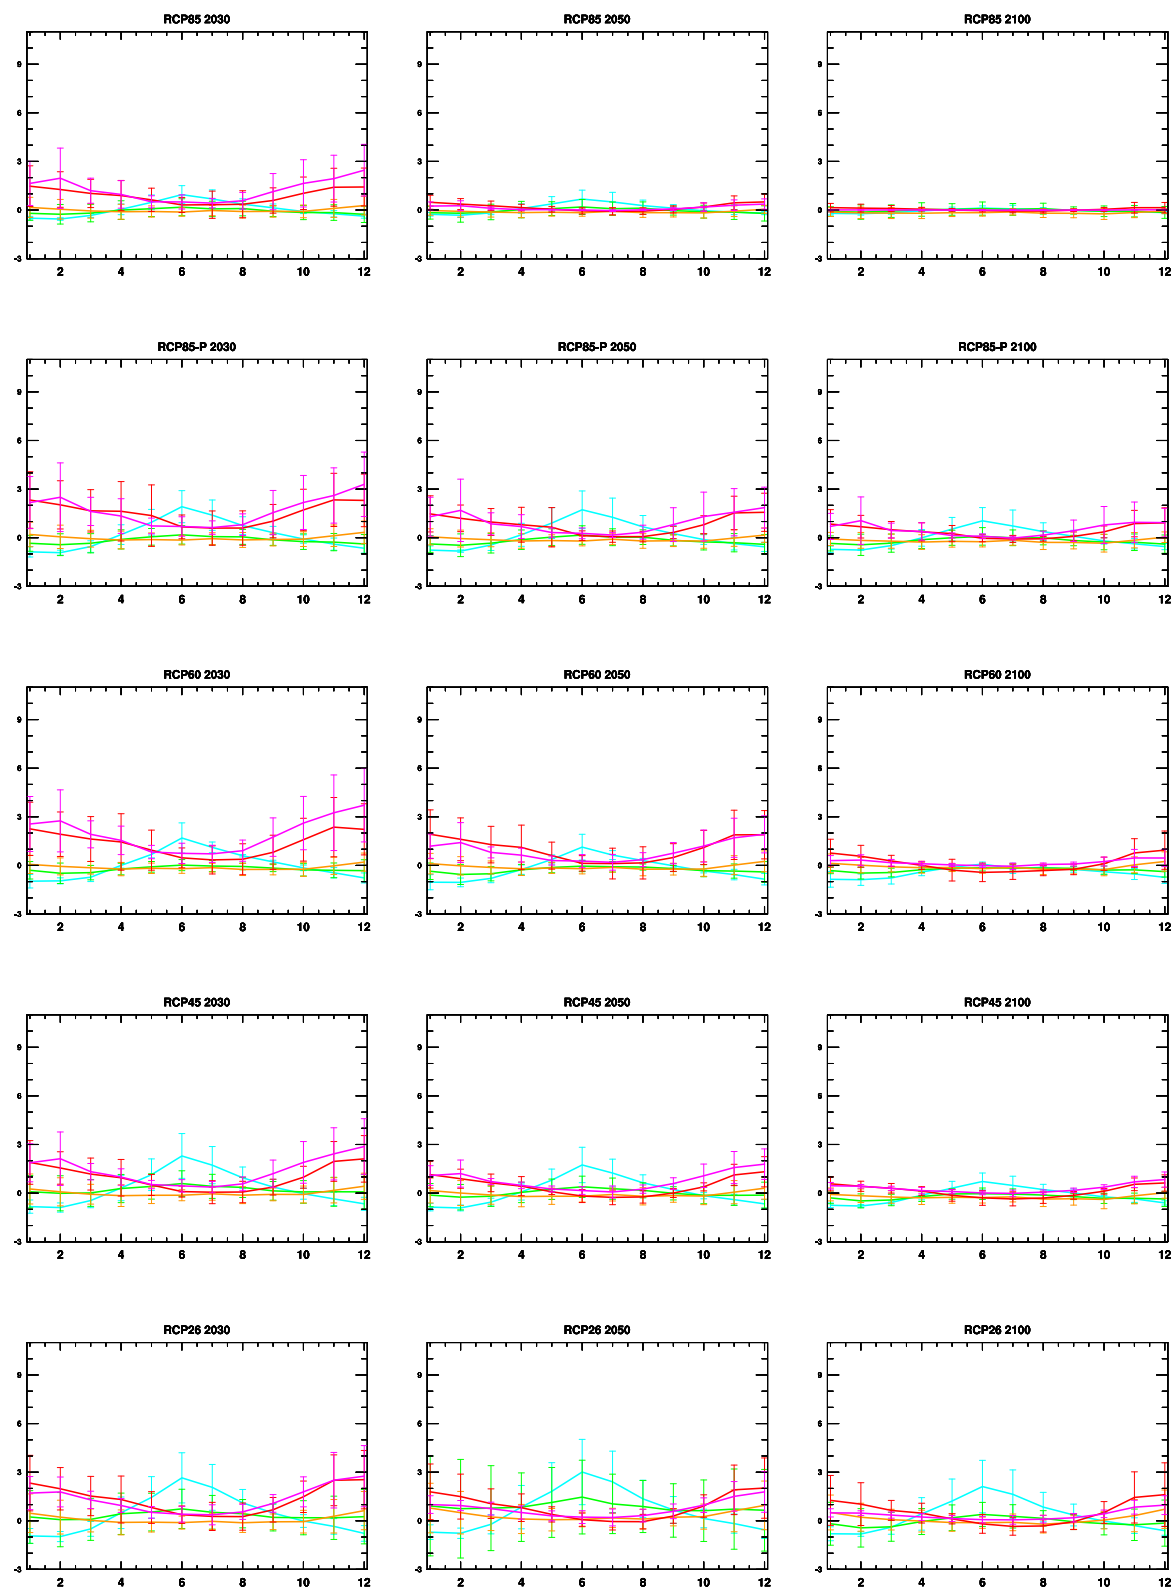 RCP85 2030 RCP85 2050 RCP85 2100
9 9 9
6 6 6
3 3 3
0 0 0
-3 -3 -3
2 4 6 8 10 12 2 4 6 8 10 12 2 4 6 8 10 12
RCP85-P 2030 RCP85-P 2050 RCP85-P 2100
9 9 9
6 6 6
3 3 3
0 0 0
-3 -3 -3
2 4 6 8 10 12 2 4 6 8 10 12 2 4 6 8 10 12
RCP60 2030 RCP60 2050 RCP60 2100
9 9 9
6 6 6
3 3 3
0 0 0
-3 -3 -3
2 4 6 8 10 12 2 4 6 8 10 12 2 4 6 8 10 12
RCP45 2030 RCP45 2050 RCP45 2100
9 9 9
6 6 6
3 3 3
0 0 0
-3 -3 -3
2 4 6 8 10 12 2 4 6 8 10 12 2 4 6 8 10 12
RCP26 2030 RCP26 2050 RCP26 2100
9 9 9
6 6 6
3 3 3
0 0 0
-3 -3 -3
2 4 6 8 10 12 2 4 6 8 10 12 2 4 6 8 10 12